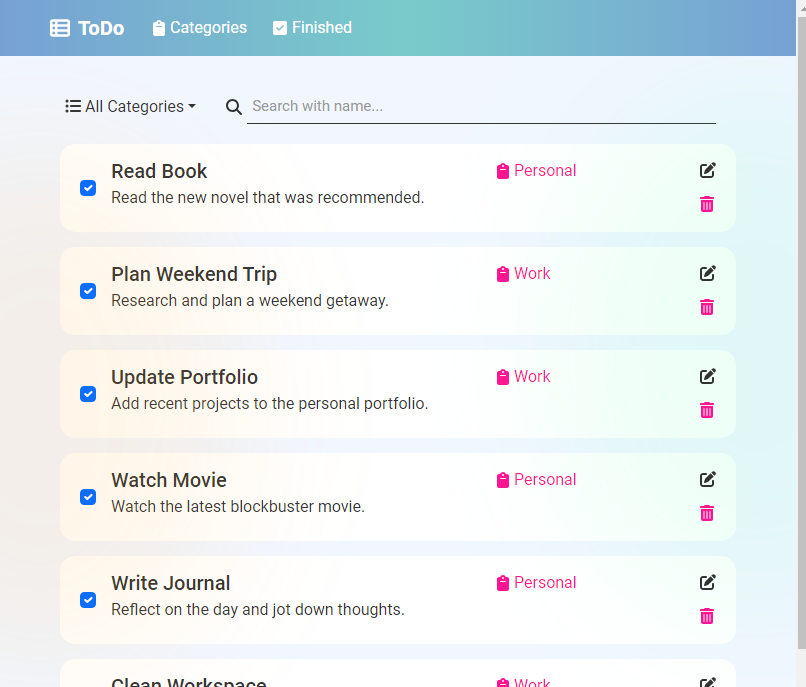 ToDo Categories Finished
All Categories Search with name...
Read Book Personal
Read the new novel that was recommended.
Plan Weekend Trip Work
Research and plan a weekend getaway.
Update Portfolio Work
Add recent projects to the personal portfolio.
Watch Movie Personal
Watch the latest blockbuster movie.
Write Journal Personal
Reflect on the day and jot down thoughts.
Clean Workspace Work